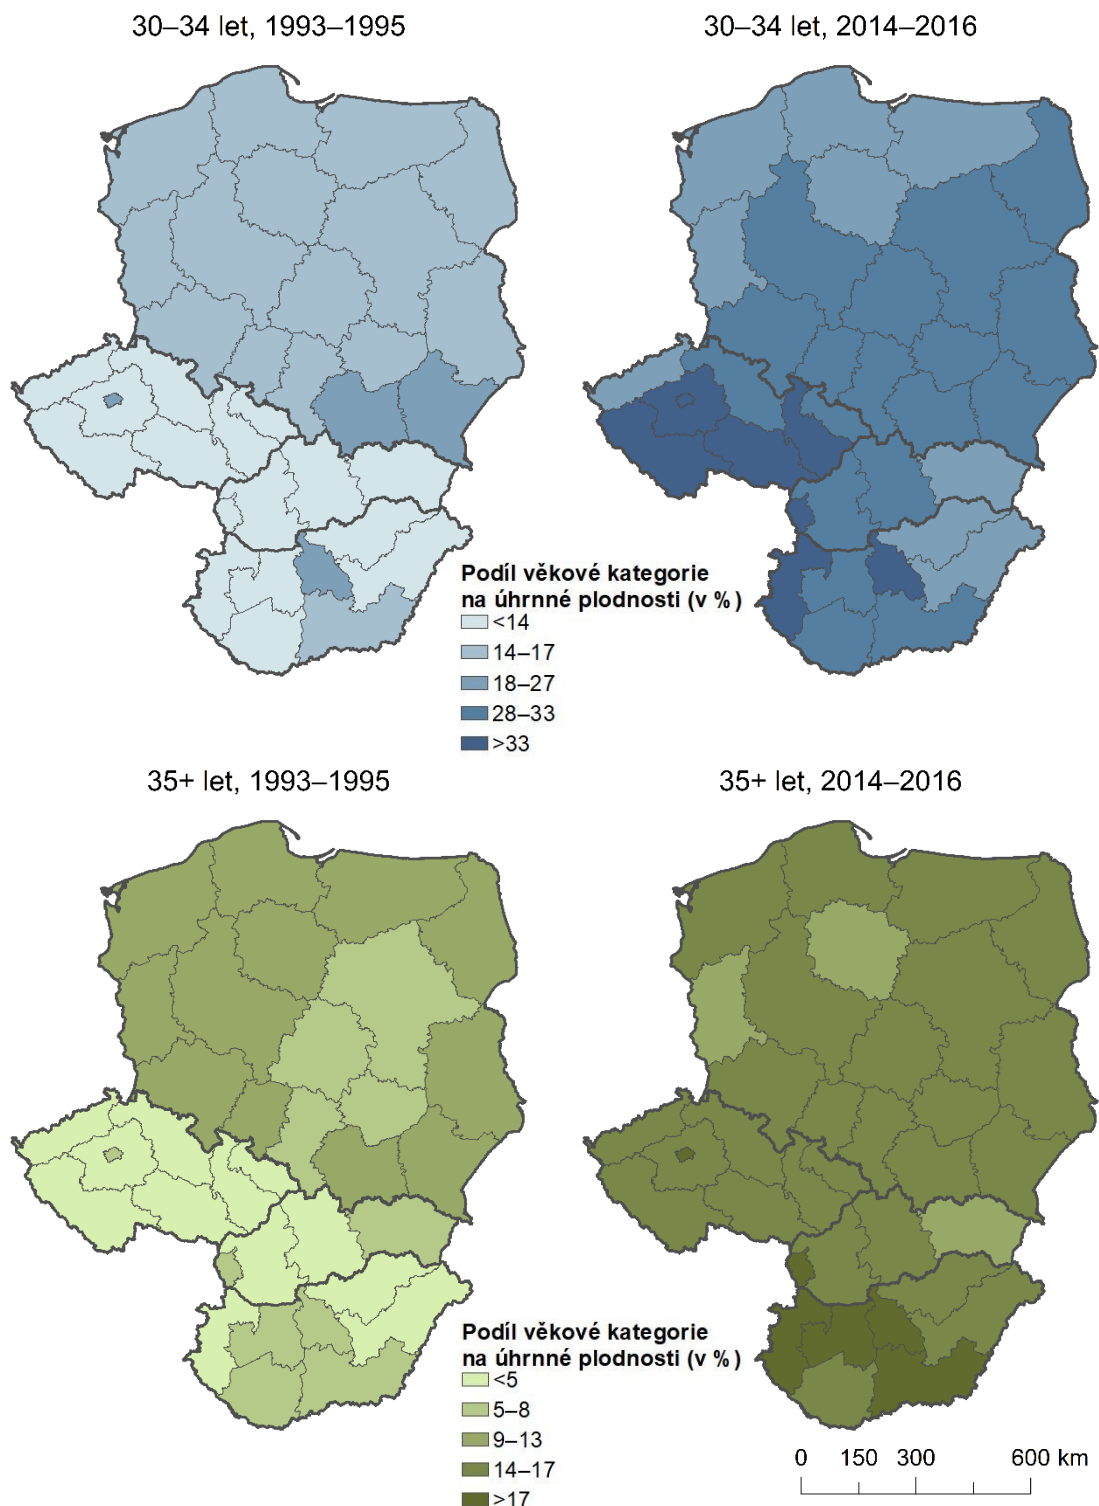 30–34 let, 1993–1995
30–34 let, 2014–2016
Podíl věkové kategorie
na úhrnné plodnosti (v %)
<14
14–17
18–27
28–33
>33
35+ let, 1993–1995
35+ let, 2014–2016
Podíl věkové kategorie
na úhrnné plodnosti (v %)
<5
5–8
9–13
14–17
>17
0 150 300 600 km